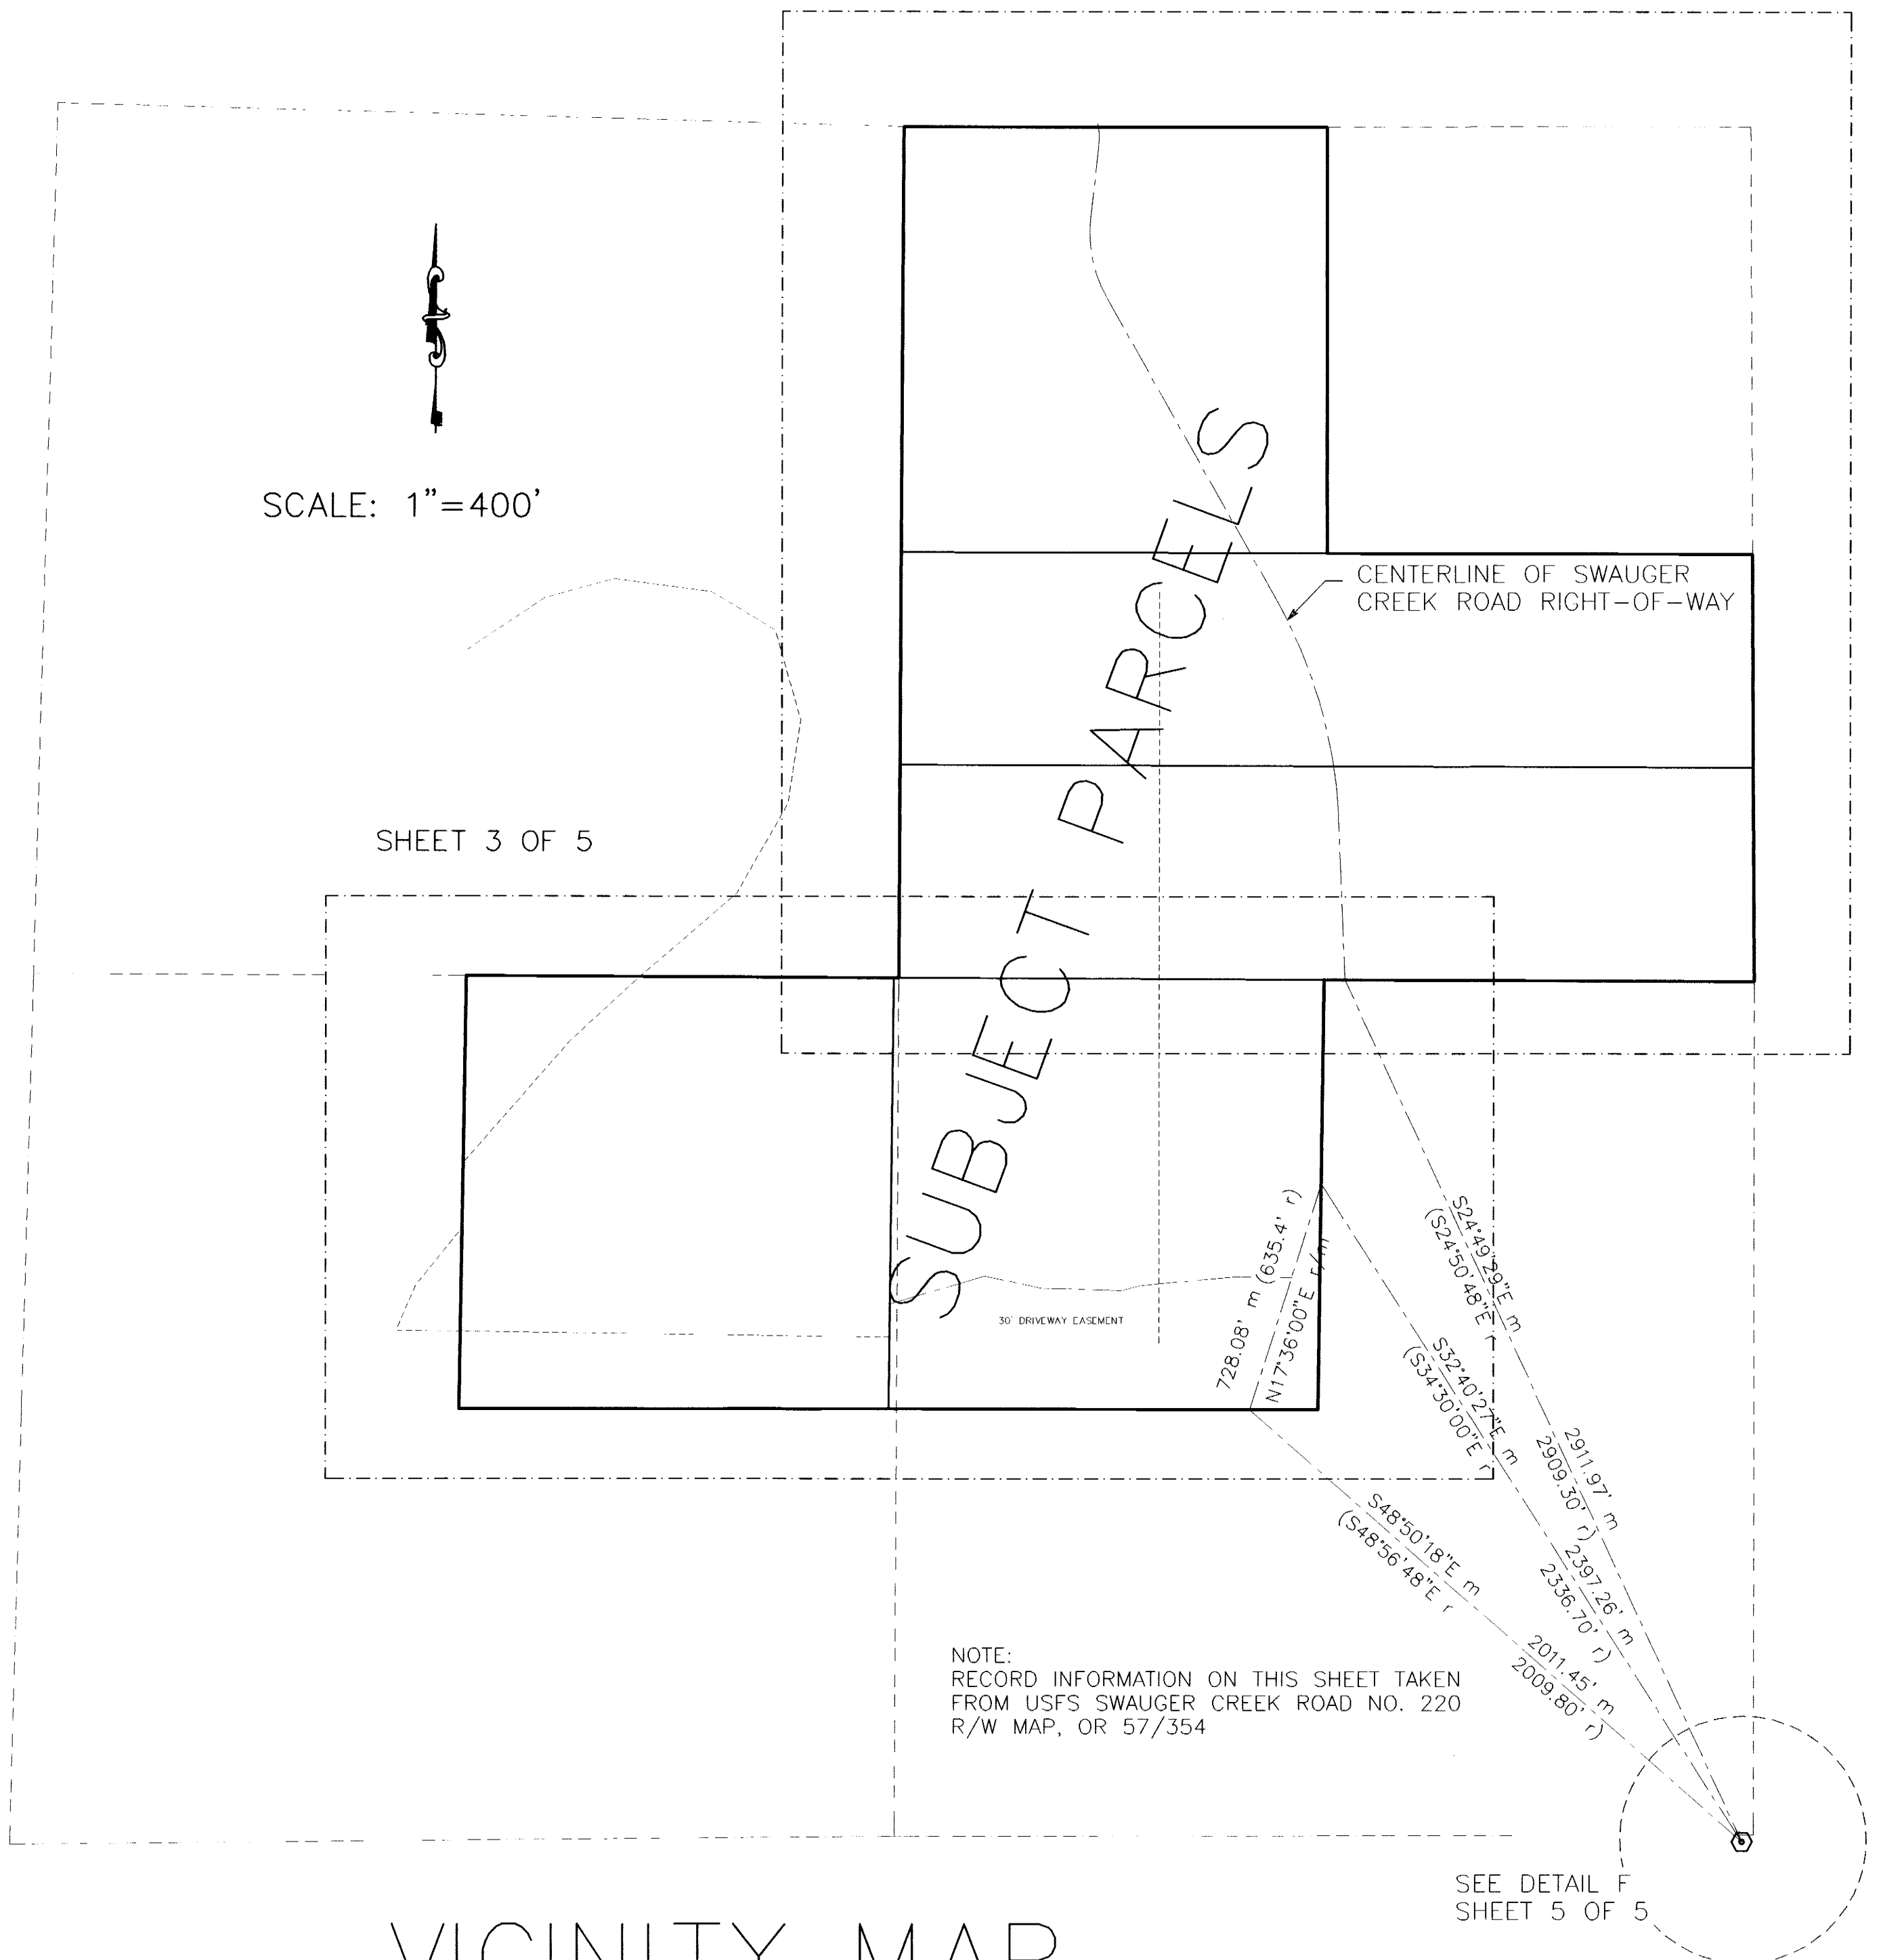 SCALE: 1"=400'
CENTERLINE OF SWAUGER
CREEK ROAD RIGHT-OF-WAY
SUBJECT PARCELS
SHEET 3 OF 5
728.08' m (635.4' r)
N17°36'00"E r/m
30' DRIVEWAY EASEMENT
S24°49'29"E m
(S24°50'48"E r
2911.97' m
2909.30' r)
S32°40'27"E m
(S34°30'00"E r
2397.26' m
2336.70' r)
S48°50'18"E m
(S48°56'48"E r
2011.45' m
2009.80' r)
NOTE:
RECORD INFORMATION ON THIS SHEET TAKEN
FROM USFS SWAUGER CREEK ROAD NO. 220
R/W MAP, OR 57/354
SEE DETAIL F
SHEET 5 OF 5
VICINITY MAP